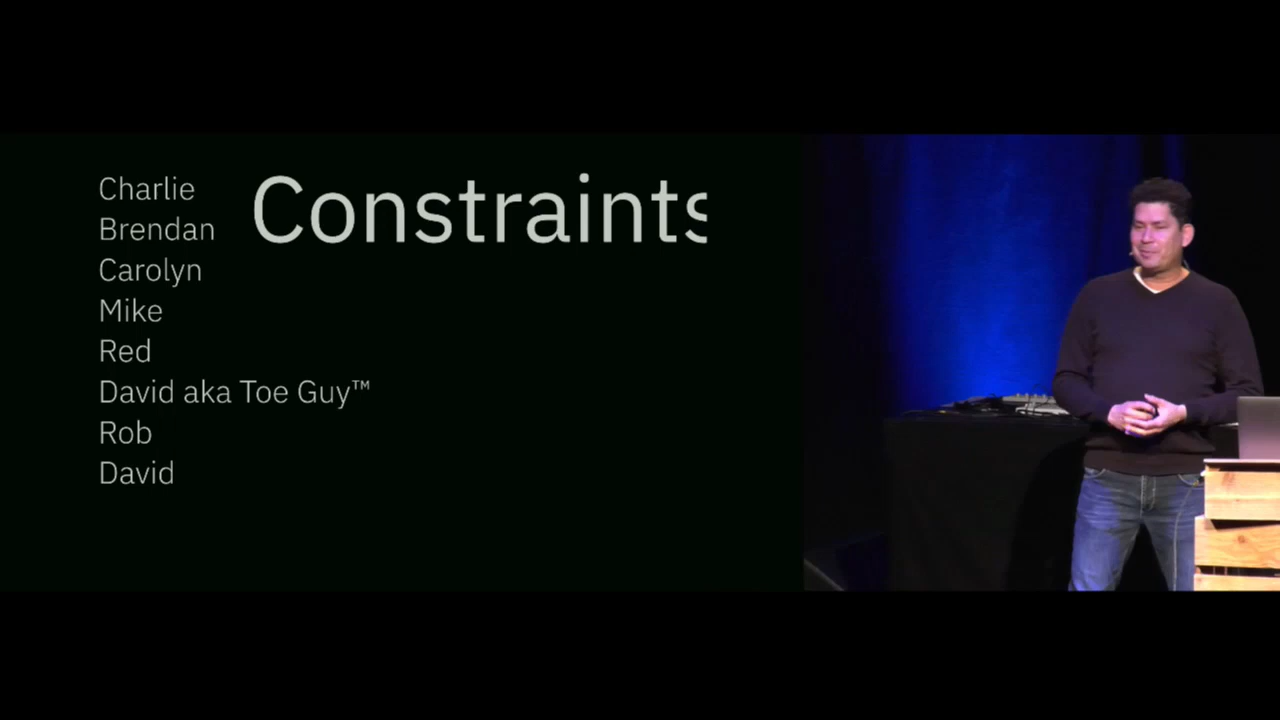 Constraints
Charlie
Brendan
Carolyn
Mike
Red
David aka Toe Guy™
Rob
David